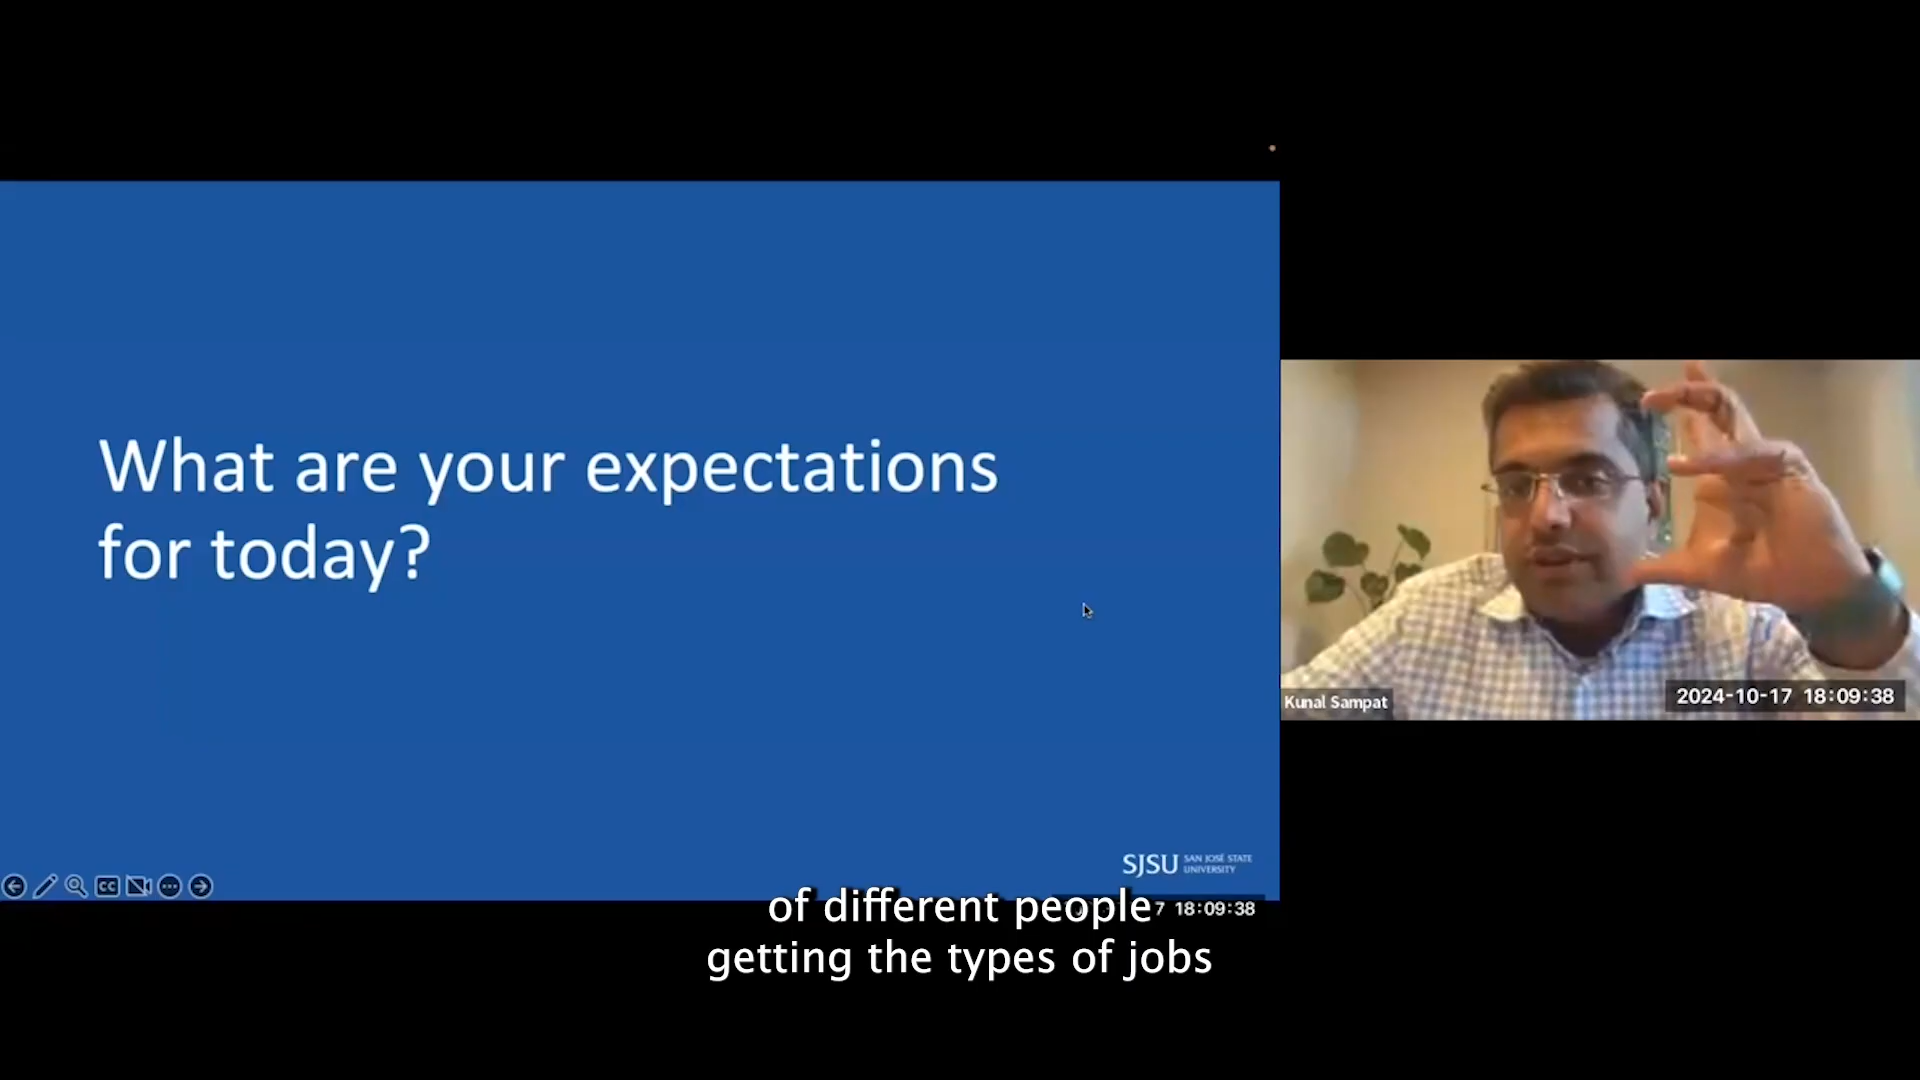 What are your expectations
for today?
SJSU
SAN JOSÉ STATE
UNIVERSITY
CC
Kunal Sampat
2024-10-17 18:09:38
7 18:09:38
of different people
getting the types of jobs